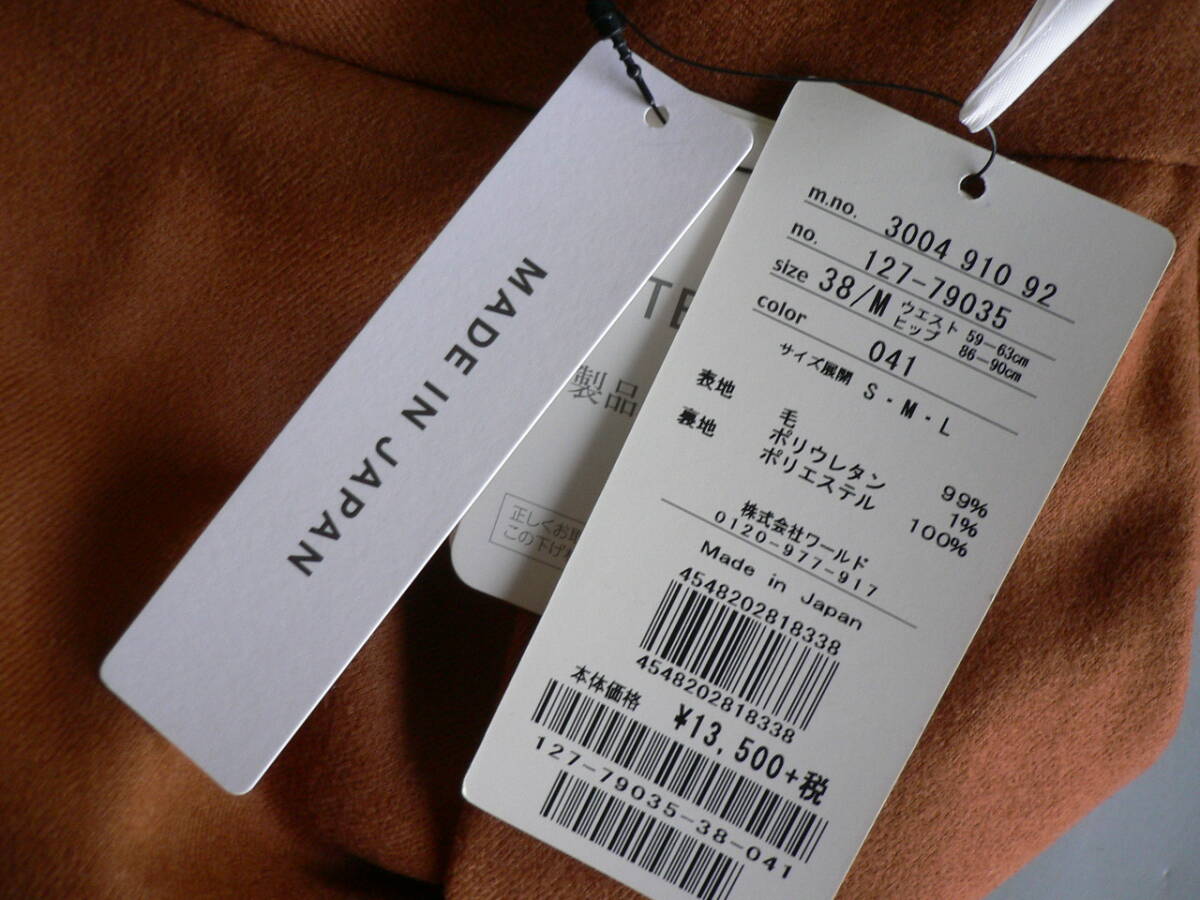 MADE IN JAPAN
TE
製品
正しくお
この下げ
m.no. 3004 910 92
no. 127-79035
size 38/M ウエスト 59-63cm
ヒップ 86-90cm
color 041
サイズ展開 S・M・L
表地 毛 99%
ポリウレタン 1%
裏地 ポリエステル 100%
株式会社ワールド
0120-977-917
Made in Japan
4548202818338
4548202818338
本体価格 ¥13,500+税
127-79035-38-041